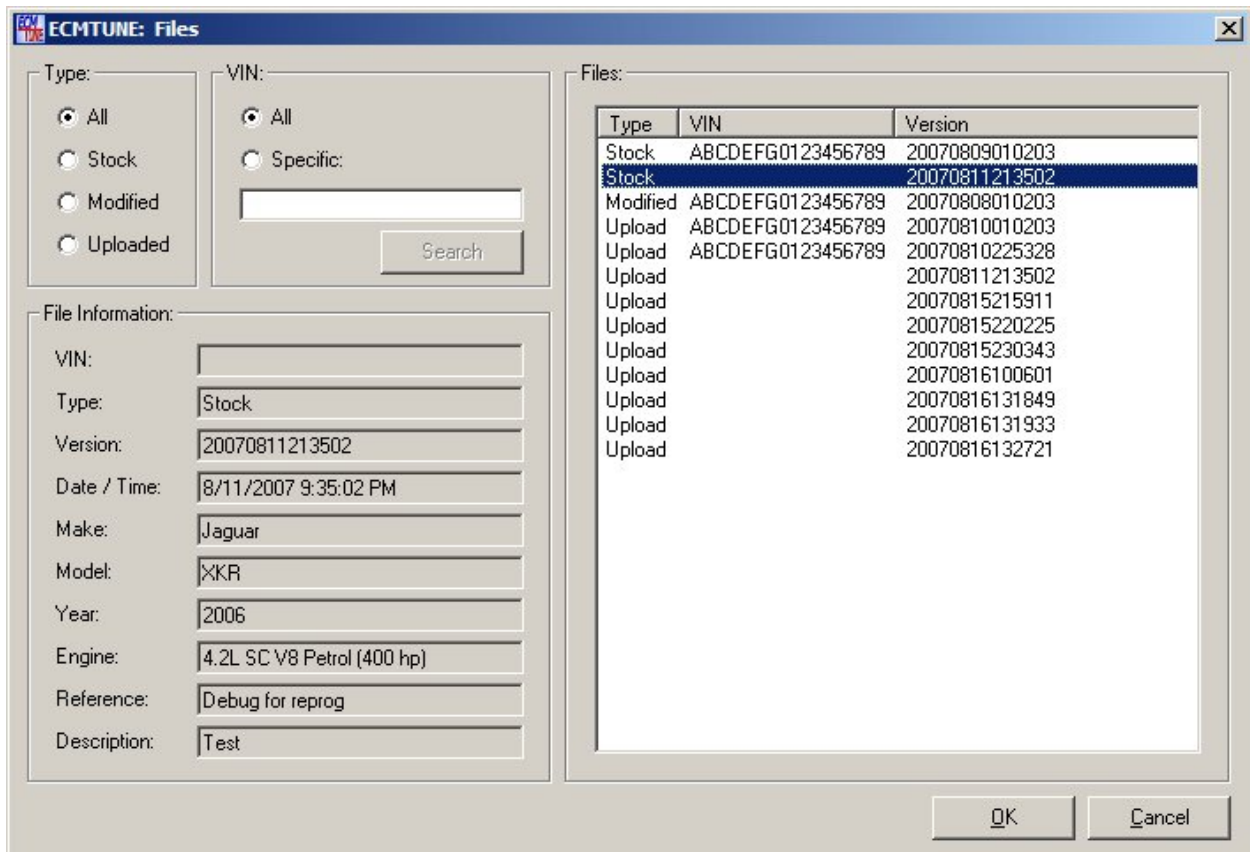 ECMTUNE: Files
Type:
All
Stock
Modified
Uploaded
VIN:
All
Specific:
Search
File Information:
VIN:
Type: Stock
Version: 20070811213502
Date / Time: 8/11/2007 9:35:02 PM
Make: Jaguar
Model: XKR
Year: 2006
Engine: 4.2L SC V8 Petrol (400 hp)
Reference: Debug for reprog
Description: Test
Files:
Type VIN Version
Stock ABCDEFG0123456789 20070809010203
Stock 20070811213502
Modified ABCDEFG0123456789 20070808010203
Upload ABCDEFG0123456789 20070810010203
Upload ABCDEFG0123456789 20070810225328
Upload 20070811213502
Upload 20070815215911
Upload 20070815220225
Upload 20070815230343
Upload 20070816100601
Upload 20070816131849
Upload 20070816131933
Upload 20070816132721
OK
Cancel